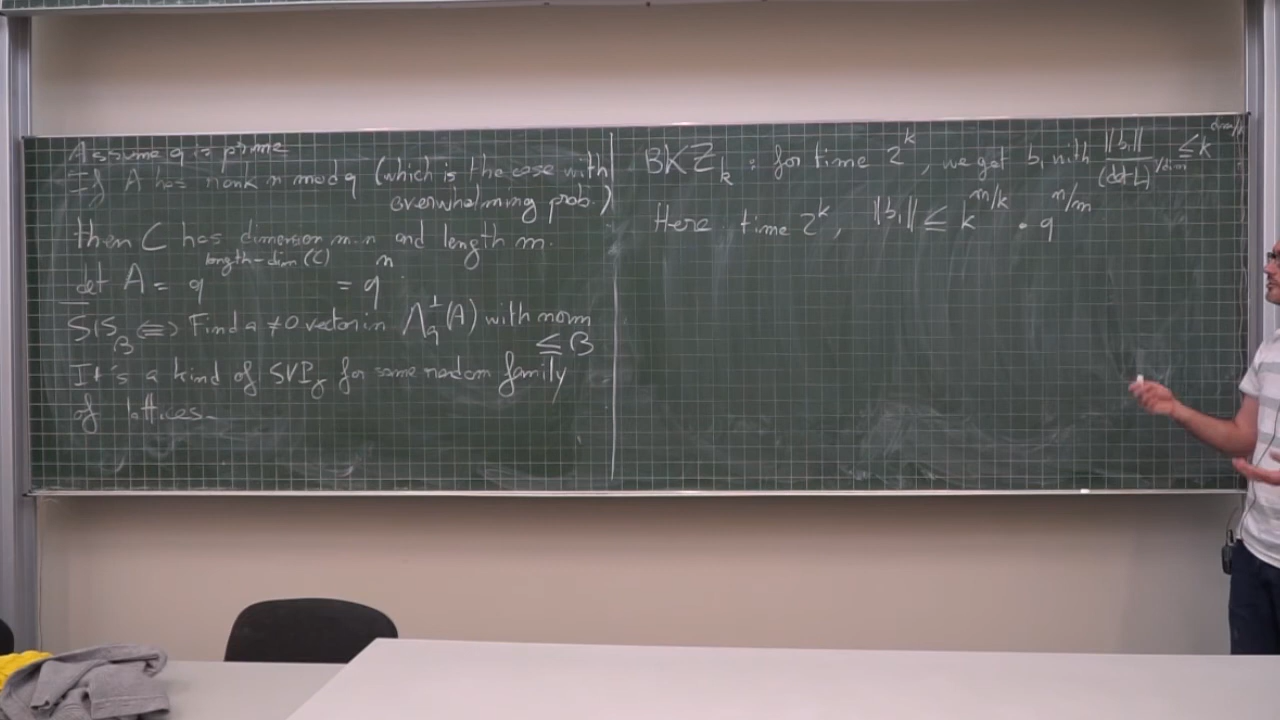 Assume q is prime
If A has rank n mod q (which is the case with
overwhelming prob.)
then C has dimension m-n and length m.
det Λ = q^{length-dim(C)} = q^n
SIS_β ⇔ Find a ≠0 vector in Λ_q^⊥(A) with norm
≤ β
It's a kind of SVP_γ for some random family
of lattices.
BKZ_k : for time 2^k, we get b_1 with ‖b_1‖/(det L)^{1/dim} ≤ k^{dim/k}
Here time 2^k, ‖b_1‖ ≤ k^{m/k} · q^{n/m}